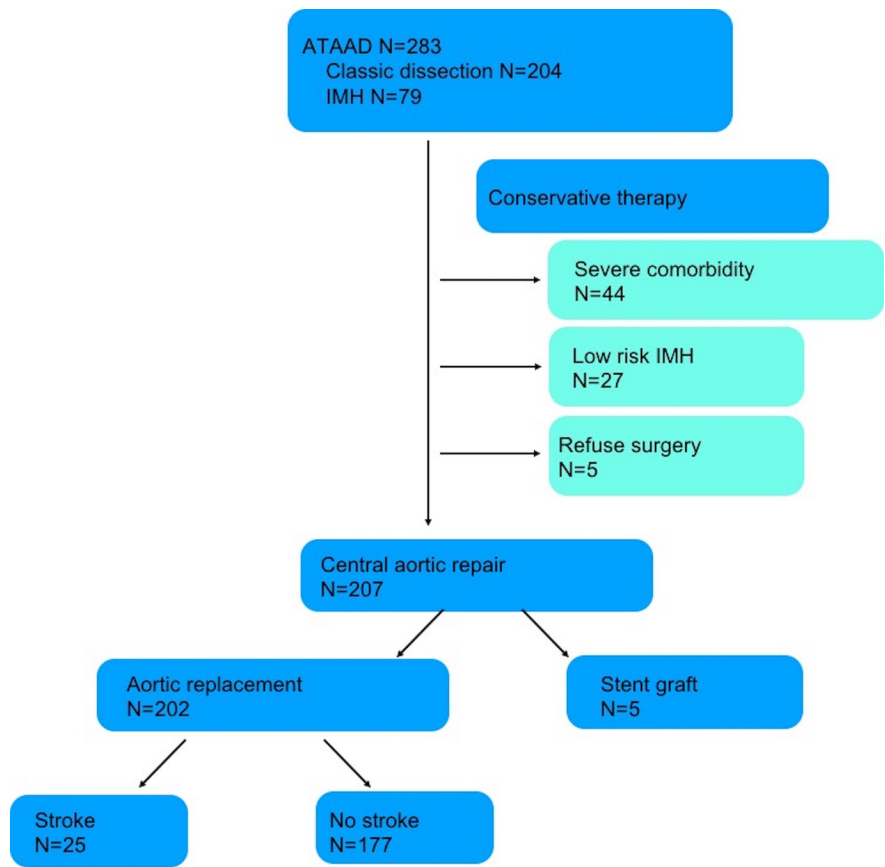 ATAAD N=283
Classic dissection N=204
IMH N=79
Conservative therapy
Severe comorbidity
N=44
Low risk IMH
N=27
Refuse surgery
N=5
Central aortic repair
N=207
Aortic replacement
N=202
Stent graft
N=5
Stroke
N=25
No stroke
N=177